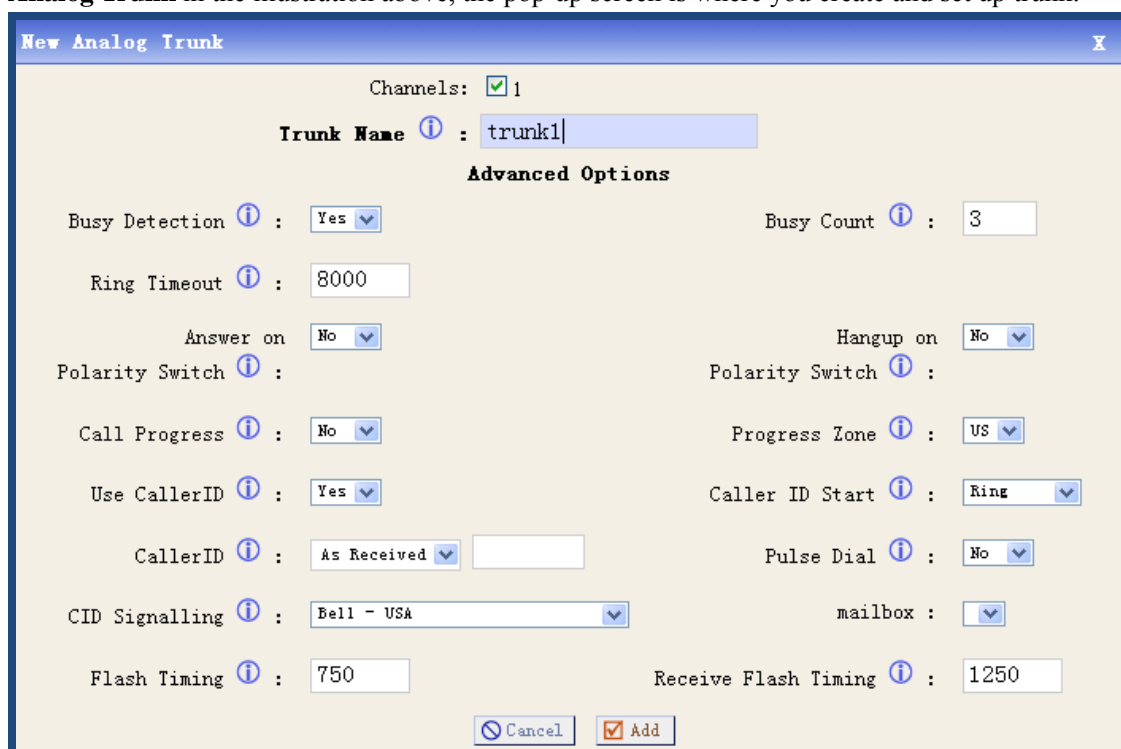 Analog Trunk in the illustration above, the pop-up screen is where you create and set up trunk.
New Analog Trunk X
Channels: 1
Trunk Name : trunk1
Advanced Options
Busy Detection : Yes Busy Count : 3
Ring Timeout : 8000
Answer on No Hangup on No
Polarity Switch : Polarity Switch :
Call Progress : No Progress Zone : US
Use CallerID : Yes Caller ID Start : Ring
CallerID : As Received Pulse Dial : No
CID Signalling : Bell - USA mailbox :
Flash Timing : 750 Receive Flash Timing : 1250
Cancel Add